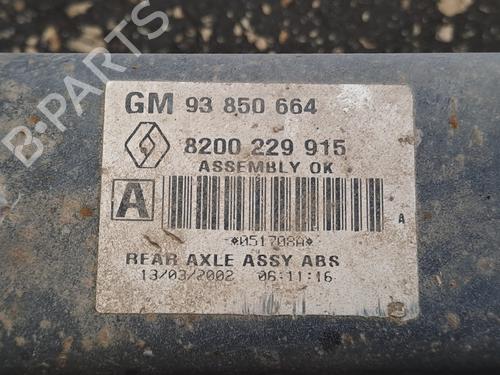 GM 93 850 664
8200 229 915
ASSEMBLY OK
A
A
*051708A*
REAR AXLE ASSY ABS
13/03/2002 06:11:16
B-PARTS